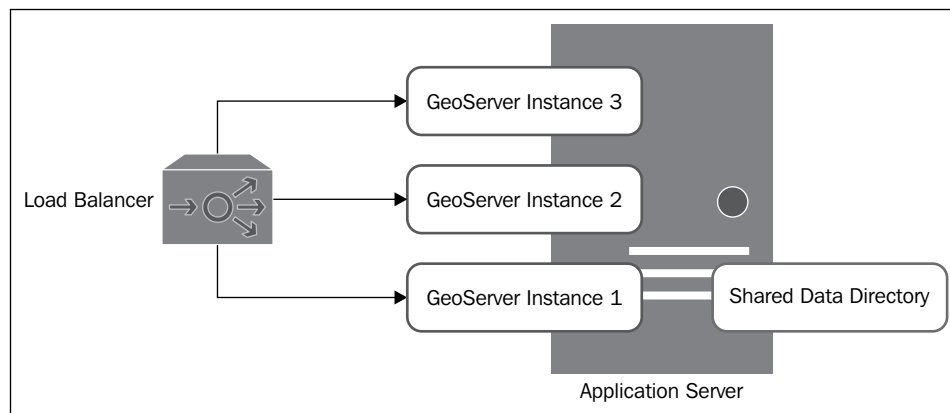 GeoServer Instance 3
Load Balancer
GeoServer Instance 2
GeoServer Instance 1
Shared Data Directory
Application Server